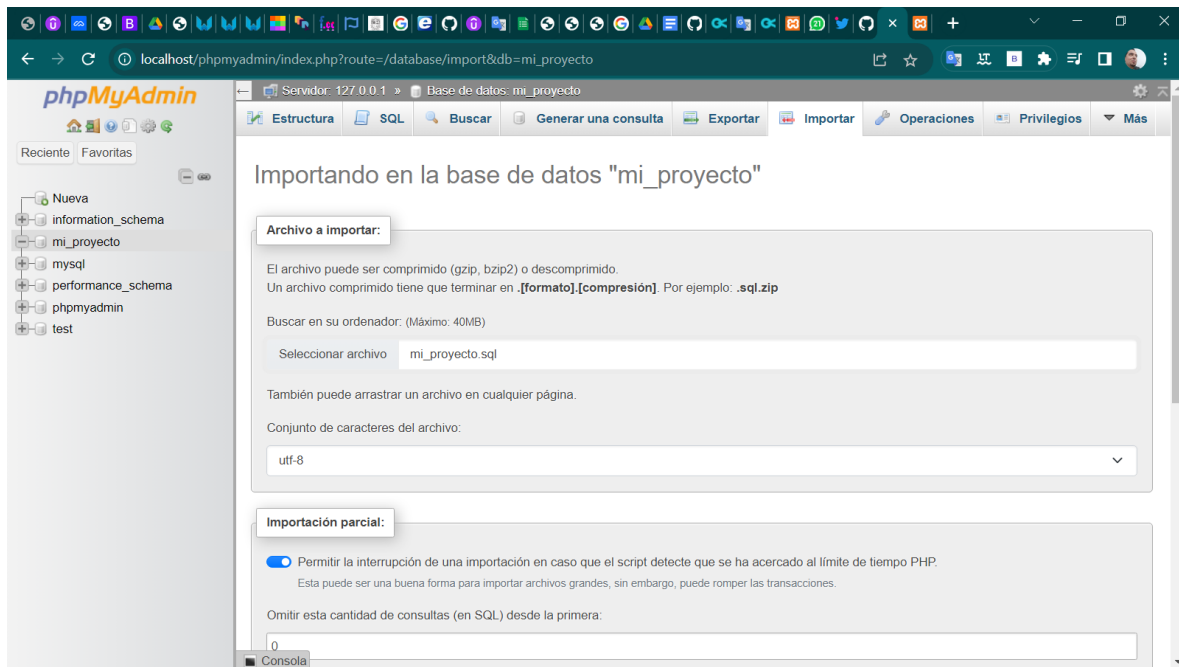 localhost/phpmyadmin/index.php?route=/database/import&db=mi_proyecto
phpMyAdmin
Reciente Favoritas
Nueva
information_schema
mi_proyecto
mysql
performance_schema
phpmyadmin
test
Servidor: 127.0.0.1 » Base de datos: mi_proyecto
Estructura SQL Buscar Generar una consulta Exportar Importar Operaciones Privilegios Más
Importando en la base de datos "mi_proyecto"
Archivo a importar:
El archivo puede ser comprimido (gzip, bzip2) o descomprimido.
Un archivo comprimido tiene que terminar en .[formato].[compresión]. Por ejemplo: .sql.zip
Buscar en su ordenador: (Máximo: 40MB)
Seleccionar archivo mi_proyecto.sql
También puede arrastrar un archivo en cualquier página.
Conjunto de caracteres del archivo:
utf-8
Importación parcial:
Permitir la interrupción de una importación en caso que el script detecte que se ha acercado al límite de tiempo PHP.
Esta puede ser una buena forma para importar archivos grandes, sin embargo, puede romper las transacciones.
Omitir esta cantidad de consultas (en SQL) desde la primera:
0
Consola